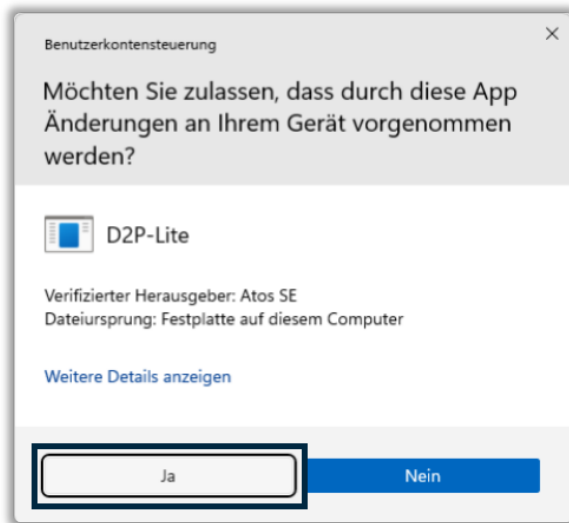 Benutzerkontensteuerung
Möchten Sie zulassen, dass durch diese App
Änderungen an Ihrem Gerät vorgenommen
werden?
D2P-Lite
Verifizierter Herausgeber: Atos SE
Dateiursprung: Festplatte auf diesem Computer
Weitere Details anzeigen
Ja
Nein